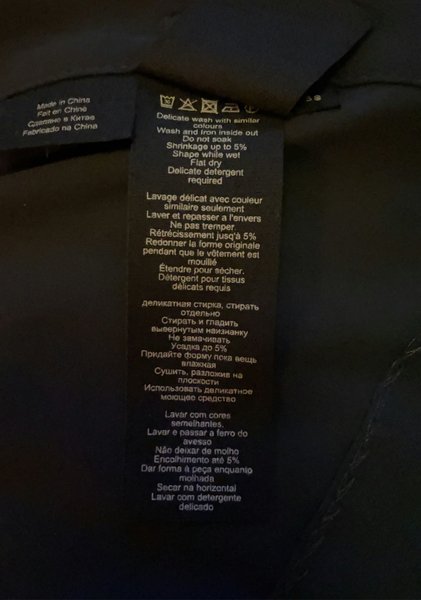 Made in China
Fait en Chine
Сделано в Китае
Fabricado na China
Delicate wash with similar
colours
Wash and Iron inside out
Do not soak
Shrinkage up to 5%
Shape while wet
Flat dry
Delicate detergent
required
Lavage délicat avec couleur
similaire seulement
Laver et repasser a l'envers
Ne pas tremper
Rétrécissement jusqu'à 5%
Redonner la forme originale
pendant que le vêtement est
mouillé
Étendre pour sécher.
Détergent pour tissus
délicats requis
деликатная стирка, стирать
отдельно
Стирать и гладить
вывернутым наизнанку
Не замачивать
Усадка до 5%
Придайте форму пока вещь
влажная
Сушить, разложив на
плоскости
Использовать деликатное
моющее средство
Lavar com cores
semelhantes.
Lavar e passar a ferro do
avesso
Não deixar de molho
Encolhimento até 5%
Dar forma à peça enquanto
molhada
Secar na horizontal
Lavar com detergente
delicado